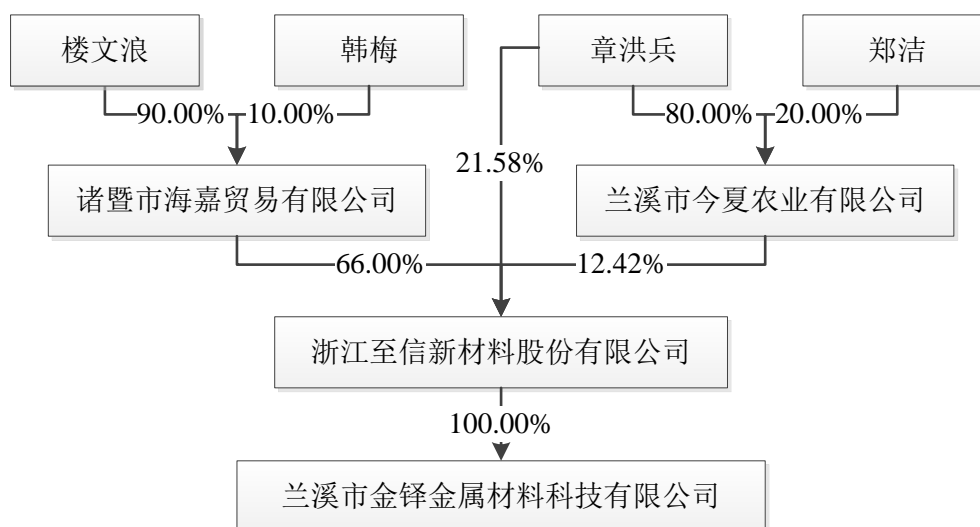 楼文浪
韩梅
章洪兵
郑洁
90.00%
10.00%
80.00%
20.00%
21.58%
诸暨市海嘉贸易有限公司
兰溪市今夏农业有限公司
66.00%
12.42%
浙江至信新材料股份有限公司
100.00%
兰溪市金铎金属材料科技有限公司